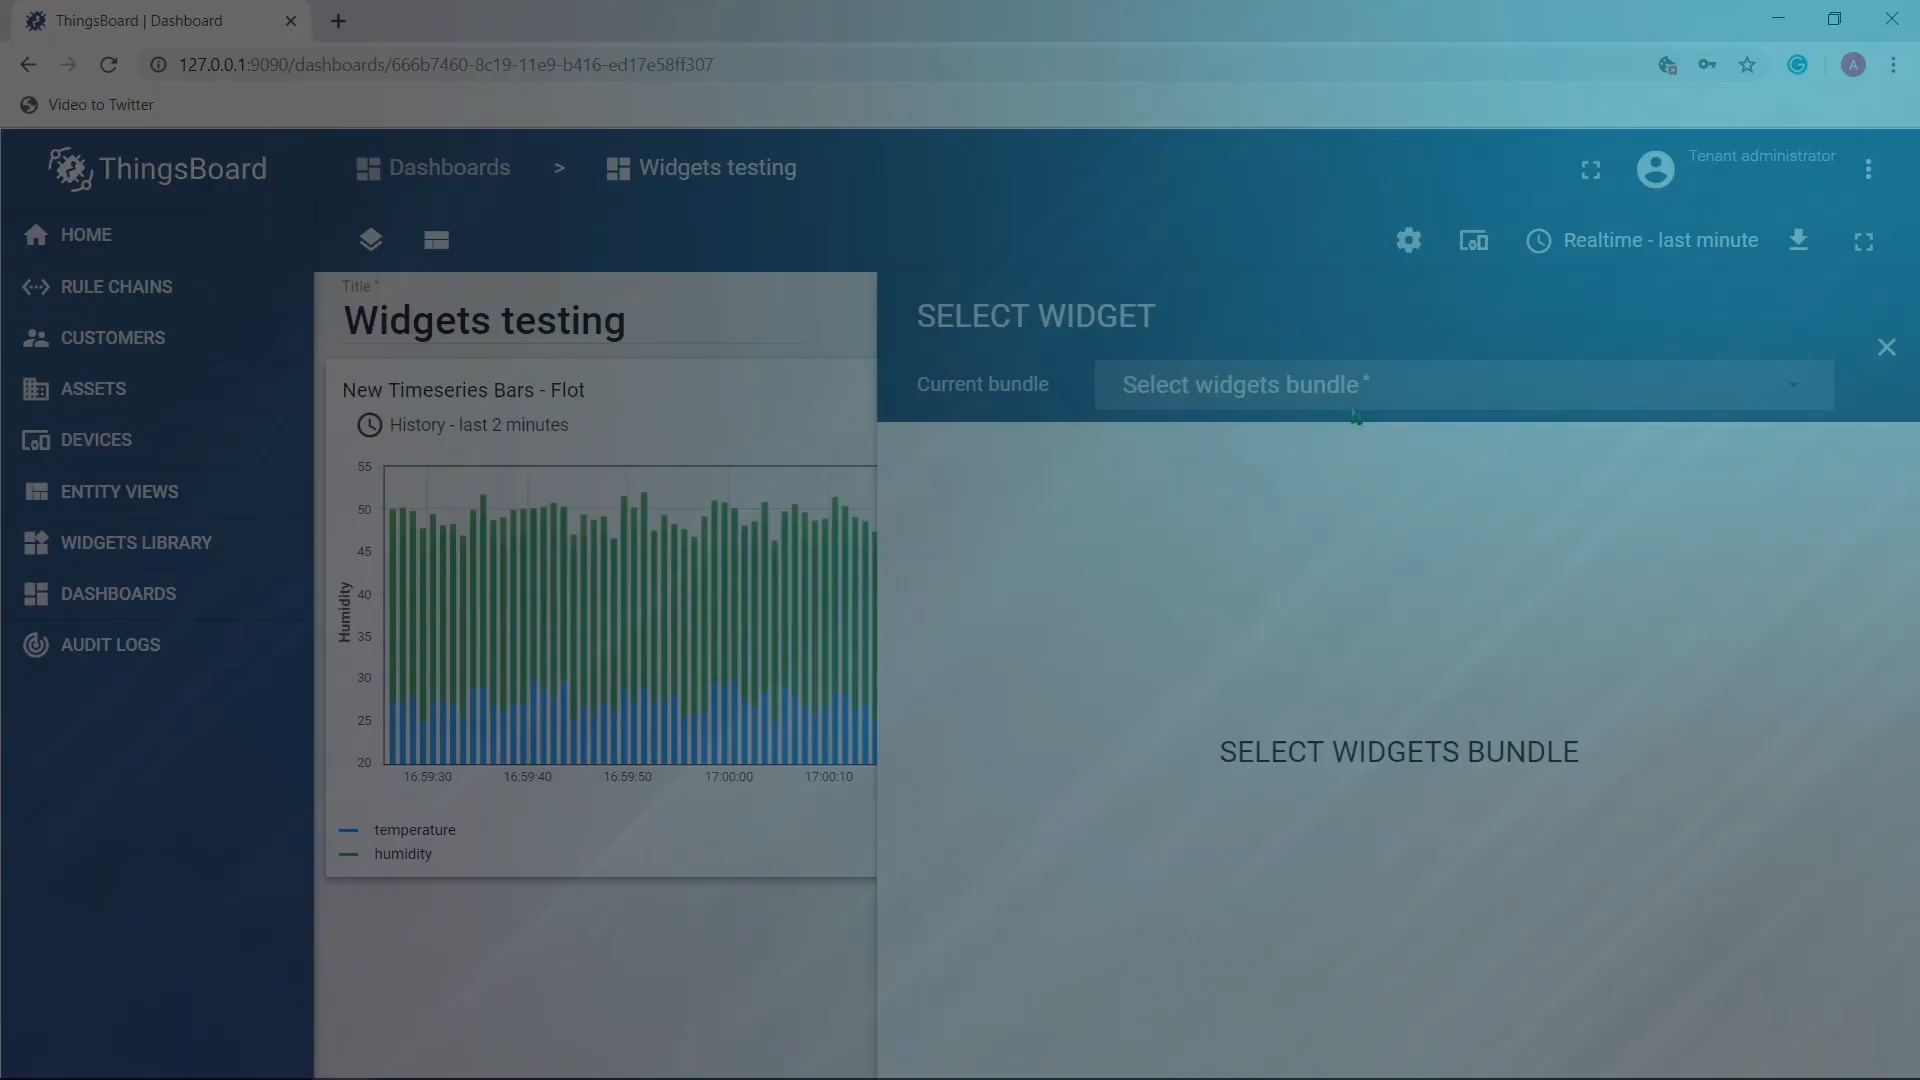 ThingsBoard | Dashboard
127.0.0.1:9090/dashboards/666b7460-8c19-11e9-b416-ed17e58ff307
A
Video to Twitter
ThingsBoard
Dashboards > Widgets testing
Tenant administrator
HOME
RULE CHAINS
CUSTOMERS
ASSETS
DEVICES
ENTITY VIEWS
WIDGETS LIBRARY
DASHBOARDS
AUDIT LOGS
Realtime - last minute
Title *
Widgets testing
New Timeseries Bars - Flot
History - last 2 minutes
Humidity
55
50
45
40
35
30
25
20
16:59:30 16:59:40 16:59:50 17:00:00 17:00:10
temperature
humidity
SELECT WIDGET
Current bundle Select widgets bundle *
SELECT WIDGETS BUNDLE